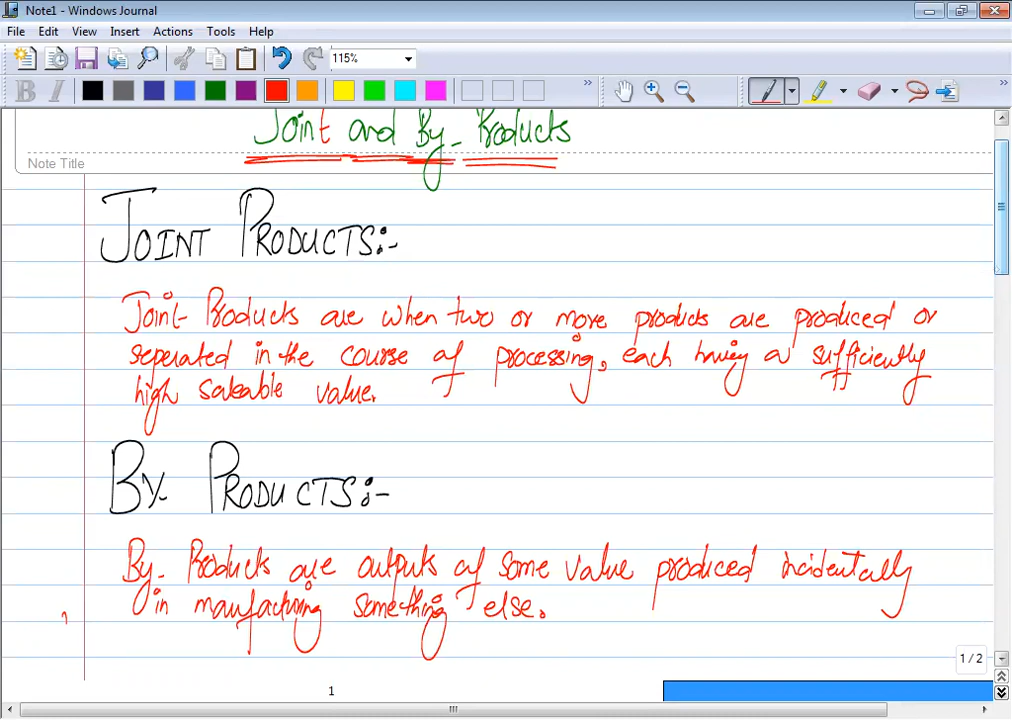 Note1 - Windows Journal
File Edit View Insert Actions Tools Help
115%
B I
Joint and By-Products
Note Title
JOINT PRODUCTS:-
Joint- Products are when two or more products are produced or
seperated in the course of processing, each having a sufficiently
high saleable value.
BY- PRODUCTS:-
By- Products are outputs of some value produced incidentally
in manufacturing something else.
1 / 2
1